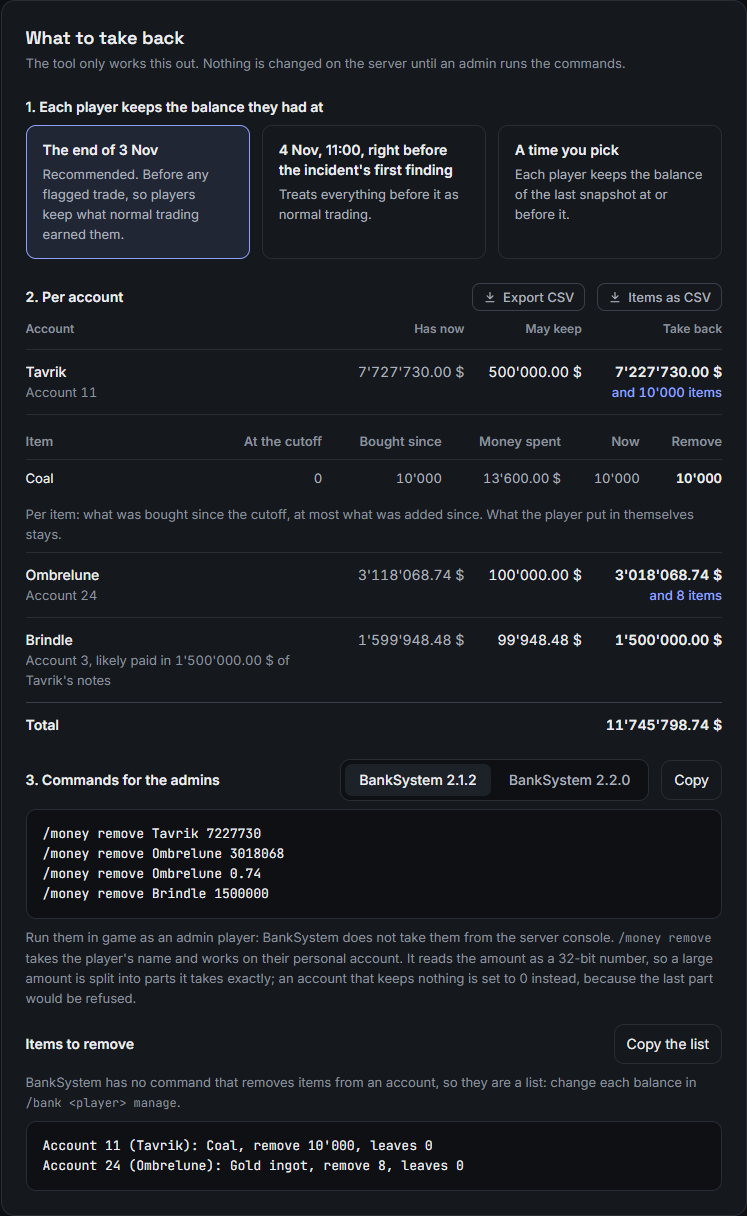 What to take back
The tool only works this out. Nothing is changed on the server until an admin runs the commands.
1. Each player keeps the balance they had at
The end of 3 Nov
Recommended. Before any
flagged trade, so players
keep what normal trading
earned them.
4 Nov, 11:00, right before
the incident's first finding
Treats everything before it as
normal trading.
A time you pick
Each player keeps the balance
of the last snapshot at or
before it.
2. Per account
Export CSV
Items as CSV
Account Has now May keep Take back
Tavrik 7'727'730.00 $ 500'000.00 $ 7'227'730.00 $
Account 11 and 10'000 items
Item At the cutoff Bought since Money spent Now Remove
Coal 0 10'000 13'600.00 $ 10'000 10'000
Per item: what was bought since the cutoff, at most what was added since. What the player put in themselves
stays.
Ombrelune 3'118'068.74 $ 100'000.00 $ 3'018'068.74 $
Account 24 and 8 items
Brindle 1'599'948.48 $ 99'948.48 $ 1'500'000.00 $
Account 3, likely paid in 1'500'000.00 $ of
Tavrik's notes
Total 11'745'798.74 $
3. Commands for the admins
BankSystem 2.1.2
BankSystem 2.2.0
Copy
/money remove Tavrik 7227730
/money remove Ombrelune 3018068
/money remove Ombrelune 0.74
/money remove Brindle 1500000
Run them in game as an admin player: BankSystem does not take them from the server console. /money remove
takes the player's name and works on their personal account. It reads the amount as a 32-bit number, so a large
amount is split into parts it takes exactly; an account that keeps nothing is set to 0 instead, because the last part
would be refused.
Items to remove
Copy the list
BankSystem has no command that removes items from an account, so they are a list: change each balance in
/bank <player> manage.
Account 11 (Tavrik): Coal, remove 10'000, leaves 0
Account 24 (Ombrelune): Gold ingot, remove 8, leaves 0